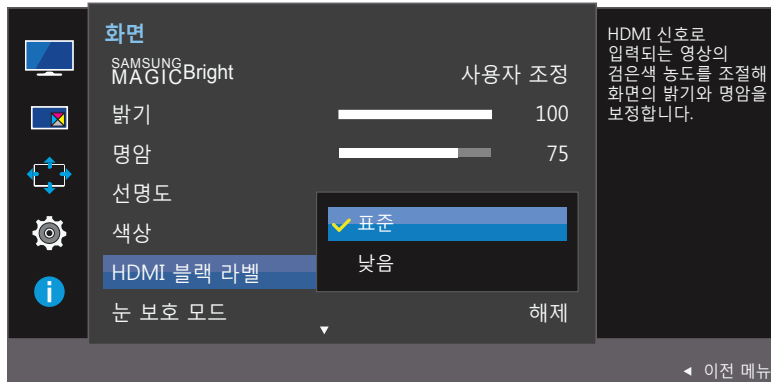 화면
SAMSUNG
MAGICBright 사용자 조정
밝기 100
명암 75
선명도
색상
HDMI 블랙 라벨
눈 보호 모드 해제
표준
낮음
HDMI 신호로
입력되는 영상의
검은색 농도를 조절해
화면의 밝기와 명암을
보정합니다.
이전 메뉴